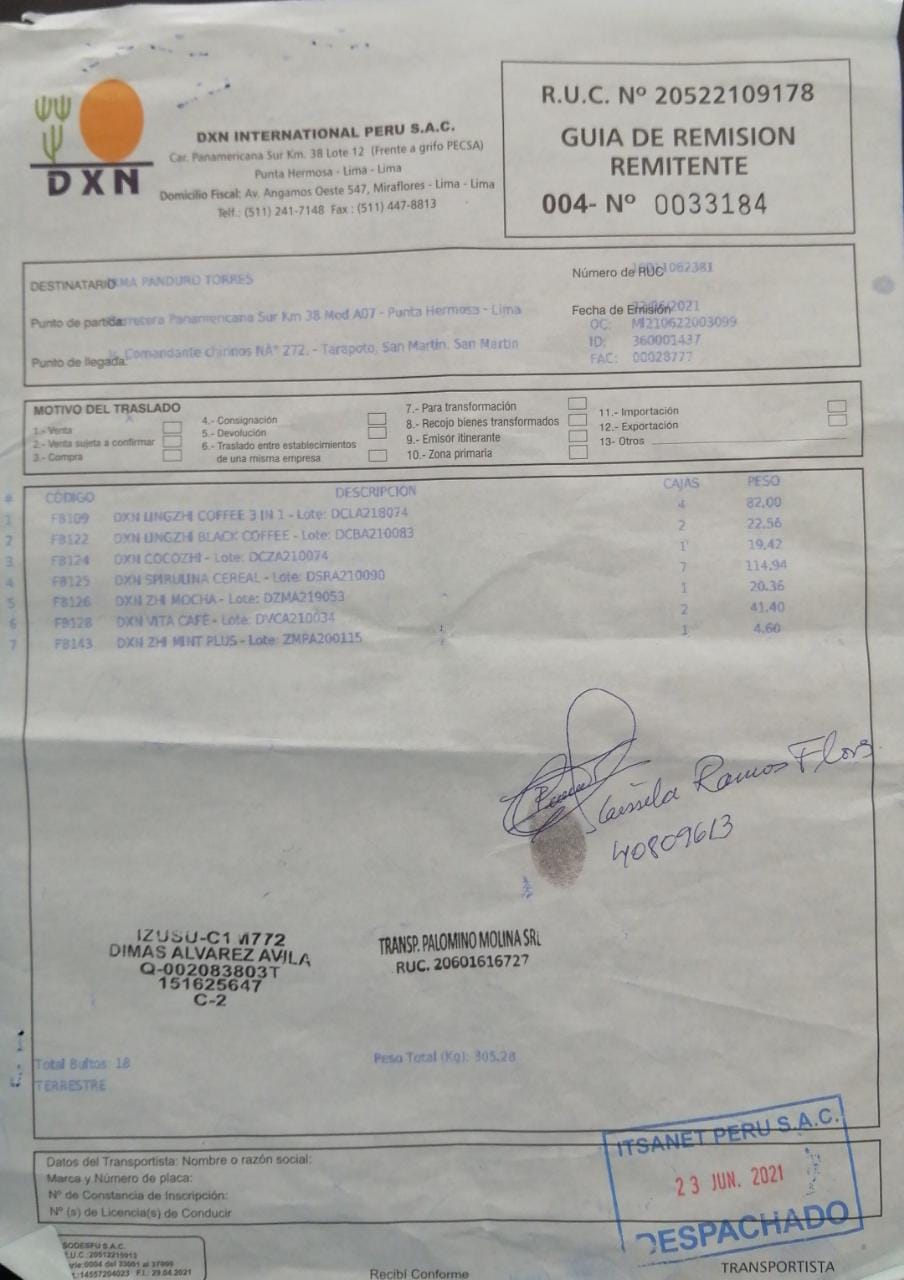 DXN
DXN INTERNATIONAL PERU S.A.C.
Car. Panamericana Sur Km. 38 Lote 12 (Frente a grifo PECSA)
Punta Hermosa - Lima - Lima
Domicilio Fiscal: Av. Angamos Oeste 547, Miraflores - Lima - Lima
Telf.: (511) 241-7148 Fax : (511) 447-8813
R.U.C. Nº 20522109178
GUIA DE REMISION
REMITENTE
004- Nº 0033184
DESTINATARIO PANDURO TORRES
Número de RUC 062381
Punto de partida: Panamericana Sur Km 38 Mod A07 - Punta Hermosa - Lima
Fecha de Emisión /2021
OC: MI210622003099
Punto de llegada: Comandante chirinos NÂ° 272. - Tarapoto, San Martin, San Martin
ID: 360001437
FAC: 00028777
MOTIVO DEL TRASLADO
1.- Venta
2.- Venta sujeta a confirmar
3.- Compra
4.- Consignación
5.- Devolución
6.- Traslado entre establecimientos
de una misma empresa
7.- Para transformación
8.- Recojo bienes transformados
9.- Emisor itinerante
10.- Zona primaria
11.- Importación
12.- Exportación
13- Otros
# CÓDIGO DESCRIPCIÓN CAJAS PESO
1 FB109 DXN LINGZHI COFFEE 3 IN 1 - Lote: DCLA218074 4 82,00
2 FB122 DXN LINGZHI BLACK COFFEE - Lote: DCBA210083 2 22.56
3 FB124 DXN COCOZHI - Lote: DCZA210074 1 19,42
4 FB125 DXN SPIRULINA CEREAL - Lote: DSRA210090 7 114.94
5 FB126 DXN ZHI MOCHA - Lote: DZMA219053 1 20.36
6 FB128 DXN VITA CAFÉ - Lote: DVCA210034 2 41.40
7 FB143 DXN ZHI MINT PLUS - Lote: ZMPA200115 1 4.60
Ramos Flores
40809613
IZUSU-C1 M772
DIMAS ALVAREZ AVILA
Q-002083803T
151625647
C-2
TRANSP. PALOMINO MOLINA SRL
RUC. 20601616727
Total Bultos: 18
Peso Total (Kg): 305,28
TERRESTRE
Datos del Transportista: Nombre o razón social:
Marca y Número de placa:
Nº de Constancia de Inscripción:
Nº (s) de Licencia(s) de Conducir
ITSANET PERU S.A.C.
23 JUN. 2021
DESPACHADO
SODESFU S.A.C.
Recibí Conforme
TRANSPORTISTA